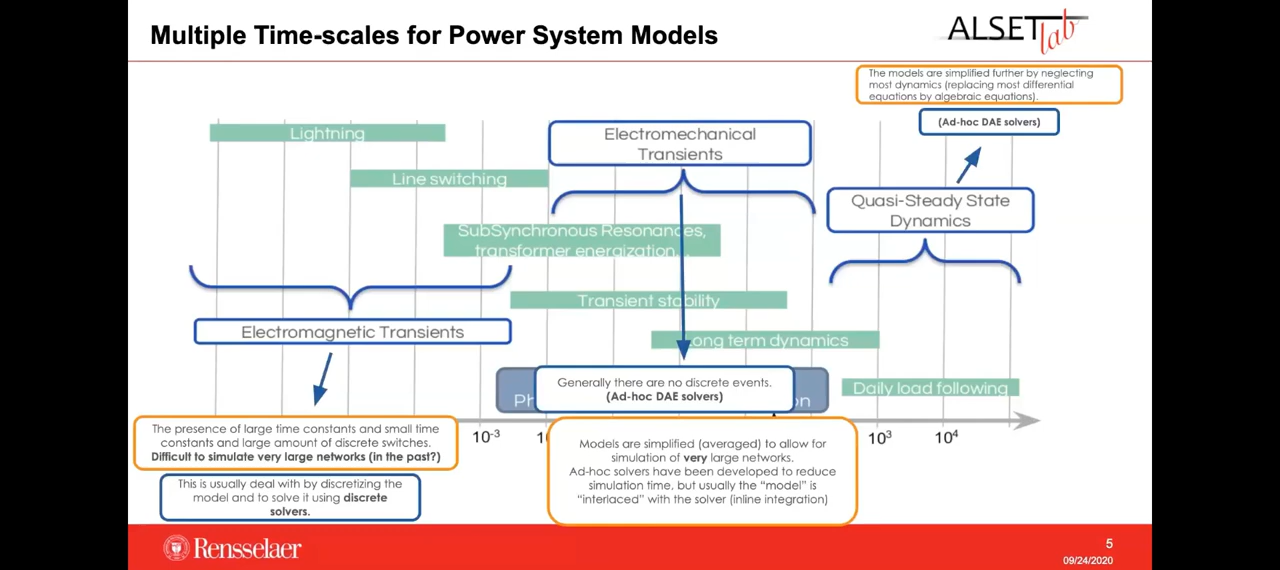 Multiple Time-scales for Power System Models
ALSET
lab
The models are simplified further by neglecting
most dynamics (replacing most differential
equations by algebraic equations).
(Ad-hoc DAE solvers)
Lightning
Electromechanical
Transients
Line switching
Quasi-Steady State
Dynamics
SubSynchronous Resonances,
transformer energization...
Transient stability
Electromagnetic Transients
Long term dynamics
Generally there are no discrete events.
(Ad-hoc DAE solvers)
Daily load following
The presence of large time constants and small time
constants and large amount of discrete switches.
Difficult to simulate very large networks (in the past?)
10⁻³
10³
10⁴
Models are simplified (averaged) to allow for
simulation of very large networks.
Ad-hoc solvers have been developed to reduce
simulation time, but usually the “model” is
“interlaced” with the solver (inline integration)
This is usually deal with by discretizing the
model and to solve it using discrete
solvers.
Rensselaer
5
09/24/2020